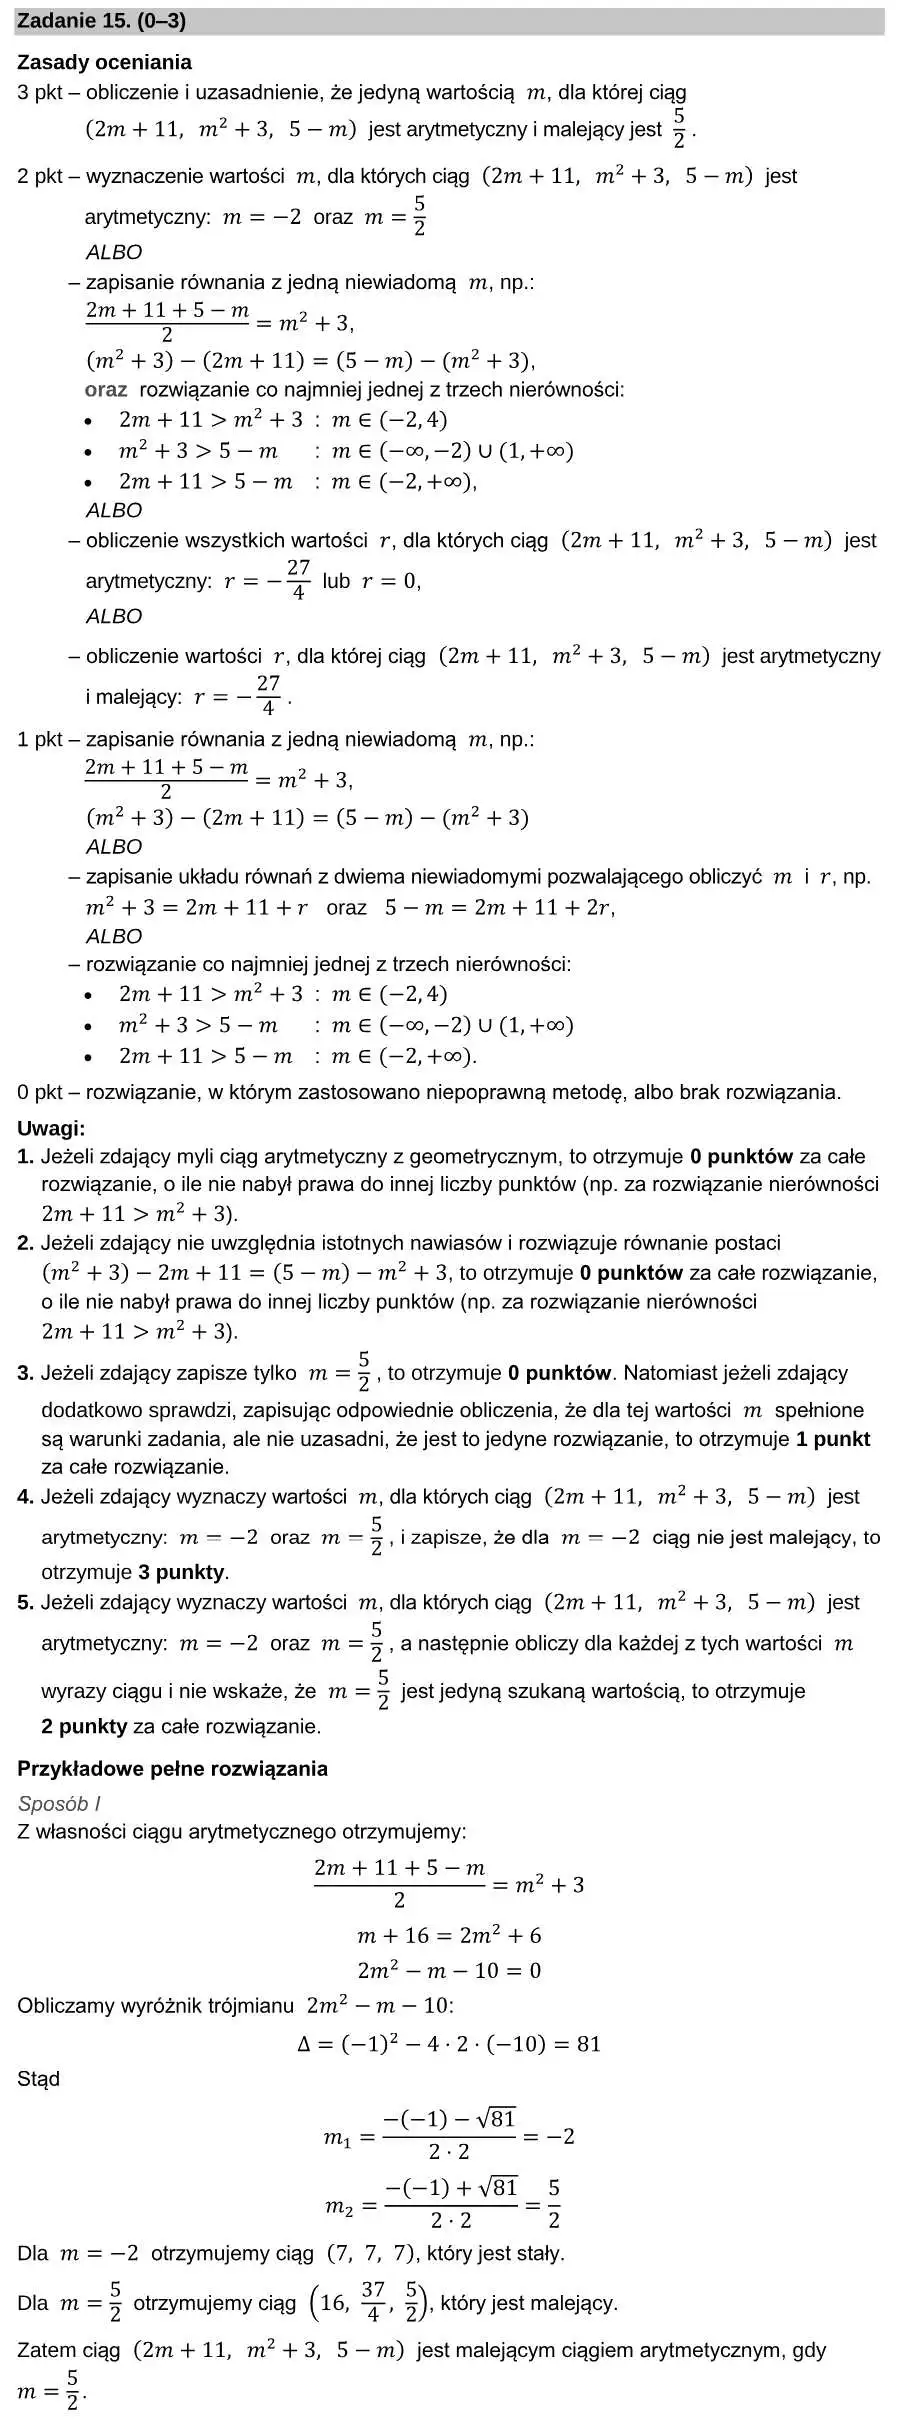 Zadanie 15. (0–3)
Zasady oceniania
3 pkt – obliczenie i uzasadnienie, że jedyną wartością m, dla której ciąg
(2m + 11, m² + 3, 5 − m) jest arytmetyczny i malejący jest 5/2 .
2 pkt – wyznaczenie wartości m, dla których ciąg (2m + 11, m² + 3, 5 − m) jest
arytmetyczny: m = −2 oraz m = 5/2
ALBO
– zapisanie równania z jedną niewiadomą m, np.:
(2m + 11 + 5 − m)/2 = m² + 3,
(m² + 3) − (2m + 11) = (5 − m) − (m² + 3),
oraz rozwiązanie co najmniej jednej z trzech nierówności:
• 2m + 11 > m² + 3 : m ∈ (−2, 4)
• m² + 3 > 5 − m : m ∈ (−∞, −2) ∪ (1, +∞)
• 2m + 11 > 5 − m : m ∈ (−2, +∞),
ALBO
– obliczenie wszystkich wartości r, dla których ciąg (2m + 11, m² + 3, 5 − m) jest
arytmetyczny: r = −27/4 lub r = 0,
ALBO
– obliczenie wartości r, dla której ciąg (2m + 11, m² + 3, 5 − m) jest arytmetyczny
i malejący: r = −27/4 .
1 pkt – zapisanie równania z jedną niewiadomą m, np.:
(2m + 11 + 5 − m)/2 = m² + 3,
(m² + 3) − (2m + 11) = (5 − m) − (m² + 3)
ALBO
– zapisanie układu równań z dwiema niewiadomymi pozwalającego obliczyć m i r, np.
m² + 3 = 2m + 11 + r oraz 5 − m = 2m + 11 + 2r,
ALBO
– rozwiązanie co najmniej jednej z trzech nierówności:
• 2m + 11 > m² + 3 : m ∈ (−2, 4)
• m² + 3 > 5 − m : m ∈ (−∞, −2) ∪ (1, +∞)
• 2m + 11 > 5 − m : m ∈ (−2, +∞).
0 pkt – rozwiązanie, w którym zastosowano niepoprawną metodę, albo brak rozwiązania.
Uwagi:
1. Jeżeli zdający myli ciąg arytmetyczny z geometrycznym, to otrzymuje 0 punktów za całe
rozwiązanie, o ile nie nabył prawa do innej liczby punktów (np. za rozwiązanie nierówności
2m + 11 > m² + 3).
2. Jeżeli zdający nie uwzględnia istotnych nawiasów i rozwiązuje równanie postaci
(m² + 3) − 2m + 11 = (5 − m) − m² + 3, to otrzymuje 0 punktów za całe rozwiązanie,
o ile nie nabył prawa do innej liczby punktów (np. za rozwiązanie nierówności
2m + 11 > m² + 3).
3. Jeżeli zdający zapisze tylko m = 5/2 , to otrzymuje 0 punktów. Natomiast jeżeli zdający
dodatkowo sprawdzi, zapisując odpowiednie obliczenia, że dla tej wartości m spełnione
są warunki zadania, ale nie uzasadni, że jest to jedyne rozwiązanie, to otrzymuje 1 punkt
za całe rozwiązanie.
4. Jeżeli zdający wyznaczy wartości m, dla których ciąg (2m + 11, m² + 3, 5 − m) jest
arytmetyczny: m = −2 oraz m = 5/2 , i zapisze, że dla m = −2 ciąg nie jest malejący, to
otrzymuje 3 punkty.
5. Jeżeli zdający wyznaczy wartości m, dla których ciąg (2m + 11, m² + 3, 5 − m) jest
arytmetyczny: m = −2 oraz m = 5/2 , a następnie obliczy dla każdej z tych wartości m
wyrazy ciągu i nie wskaże, że m = 5/2 jest jedyną szukaną wartością, to otrzymuje
2 punkty za całe rozwiązanie.
Przykładowe pełne rozwiązania
Sposób I
Z własności ciągu arytmetycznego otrzymujemy:
(2m + 11 + 5 − m)/2 = m² + 3
m + 16 = 2m² + 6
2m² − m − 10 = 0
Obliczamy wyróżnik trójmianu 2m² − m − 10:
Δ = (−1)² − 4 · 2 · (−10) = 81
Stąd
m₁ = (−(−1) − √81)/(2 · 2) = −2
m₂ = (−(−1) + √81)/(2 · 2) = 5/2
Dla m = −2 otrzymujemy ciąg (7, 7, 7), który jest stały.
Dla m = 5/2 otrzymujemy ciąg (16, 37/4, 5/2), który jest malejący.
Zatem ciąg (2m + 11, m² + 3, 5 − m) jest malejącym ciągiem arytmetycznym, gdy
m = 5/2.